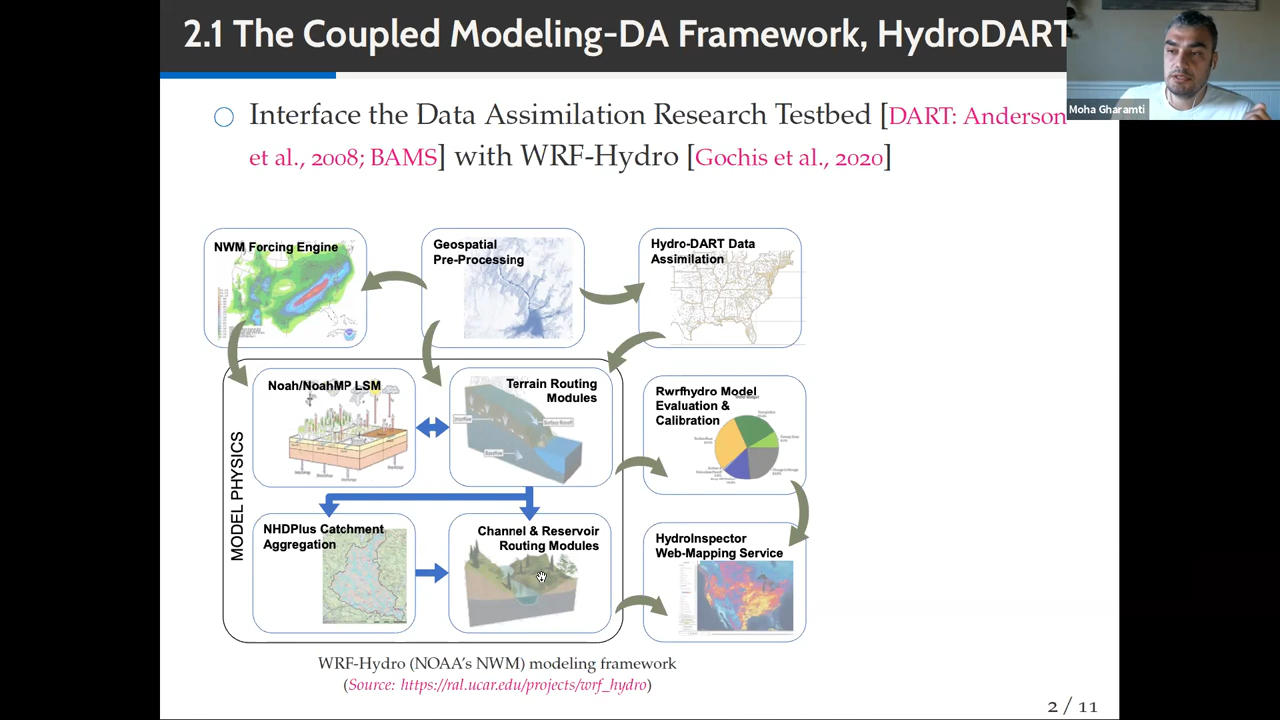 2.1 The Coupled Modeling-DA Framework, HydroDART
Moha Gharamti
Interface the Data Assimilation Research Testbed [DART: Anderson
et al., 2008; BAMS] with WRF-Hydro [Gochis et al., 2020]
NWM Forcing Engine
Geospatial
Pre-Processing
Hydro-DART Data
Assimilation
MODEL PHYSICS
Noah/NoahMP LSM
Terrain Routing
Modules
Rwrfhydro Model
Evaluation &
Calibration
NHDPlus Catchment
Aggregation
Channel & Reservoir
Routing Modules
HydroInspector
Web-Mapping Service
WRF-Hydro (NOAA's NWM) modeling framework
(Source: https://ral.ucar.edu/projects/wrf_hydro)
2 / 11